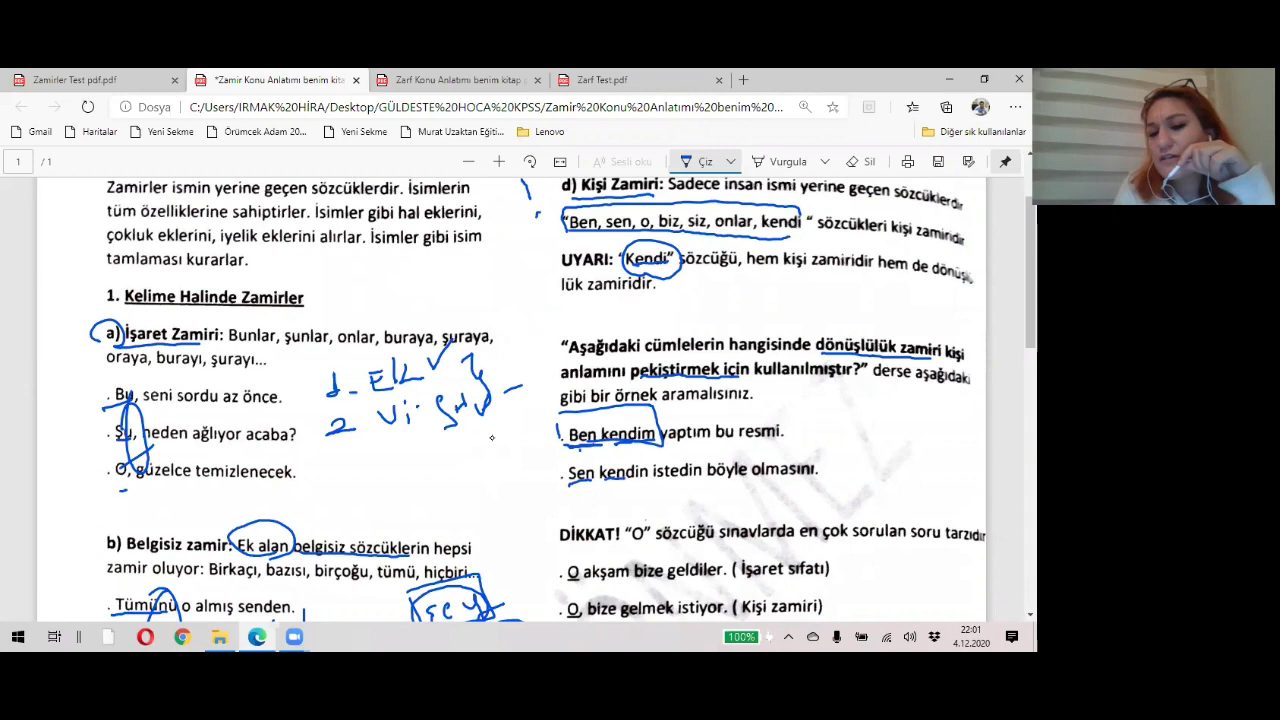 Zamirler Test pdf.pdf
*Zamir Konu Anlatımı benim kita
Zarf Konu Anlatımı benim kitap
Zarf Test.pdf
Dosya
C:/Users/IRMAK%20HİRA/Desktop/GÜLDESTE%20HOCA%20KPSS/Zamir%20Konu%20Anlatımı%20benim%20...
Gmail
Haritalar
Yeni Sekme
Örümcek Adam 20...
Yeni Sekme
Murat Uzaktan Eğiti...
Lenovo
Diğer sık kullanılanlar
1 / 1
Sesli oku
Çiz
Vurgula
Sil
Zamirler ismin yerine geçen sözcüklerdir. İsimlerin
tüm özelliklerine sahiptirler. İsimler gibi hal eklerini,
çokluk eklerini, iyelik eklerini alırlar. İsimler gibi isim
tamlaması kurarlar.
1. Kelime Halinde Zamirler
a) İşaret Zamiri: Bunlar, şunlar, onlar, buraya, şuraya,
oraya, burayı, şurayı...
. Bu, seni sordu az önce.
. Şu, neden ağlıyor acaba?
. O, güzelce temizlenecek.
1 - EK
2
b) Belgisiz zamir: Ek alan belgisiz sözcüklerin hepsi
zamir oluyor: Birkaçı, bazısı, birçoğu, tümü, hiçbiri...
. Tümünü o almış senden.
şey
d) Kişi Zamiri: Sadece insan ismi yerine geçen sözcüklerdir
“Ben, sen, o, biz, siz, onlar, kendi “ sözcükleri kişi zamiridir
UYARI: “Kendi” sözcüğü, hem kişi zamiridir hem de dönüşlü
lük zamiridir.
“Aşağıdaki cümlelerin hangisinde dönüşlülük zamiri kişi
anlamını pekiştirmek için kullanılmıştır?” derse aşağıdaki
gibi bir örnek aramalısınız.
. Ben kendim yaptım bu resmi.
. Sen kendin istedin böyle olmasını.
DİKKAT! “O” sözcüğü sınavlarda en çok sorulan soru tarzıdır
. O akşam bize geldiler. ( İşaret sıfatı)
. O, bize gelmek istiyor. ( Kişi zamiri)
100%
22:01
4.12.2020